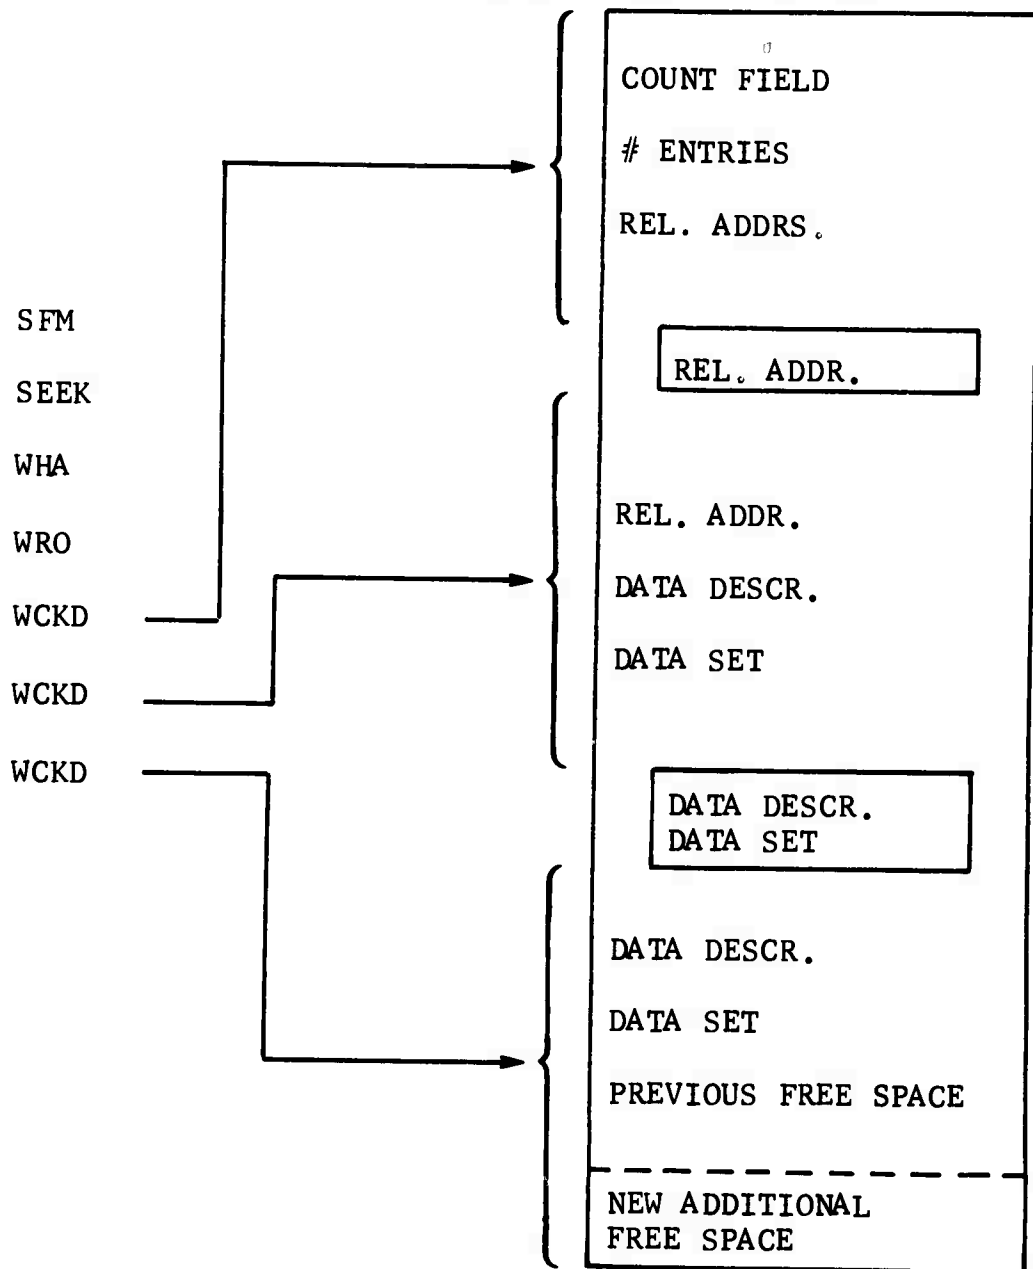 SFM
SEEK
WHA
WRO
WCKD
WCKD
WCKD
COUNT FIELD
# ENTRIES
REL. ADDRS.
REL. ADDR.
REL. ADDR.
DATA DESCR.
DATA SET
DATA DESCR.
DATA SET
DATA DESCR.
DATA SET
PREVIOUS FREE SPACE
NEW ADDITIONAL
FREE SPACE